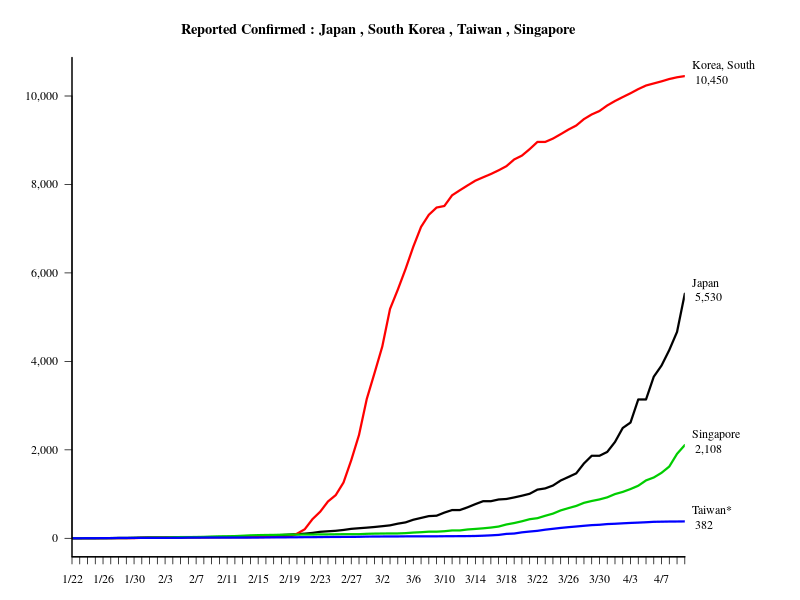 Reported Confirmed : Japan , South Korea , Taiwan , Singapore
Korea, South
10,450
10,000
8,000
6,000
Japan
5,530
4,000
Singapore
2,108
2,000
Taiwan*
382
0
1/22 1/26 1/30 2/3 2/7 2/11 2/15 2/19 2/23 2/27 3/2 3/6 3/10 3/14 3/18 3/22 3/26 3/30 4/3 4/7